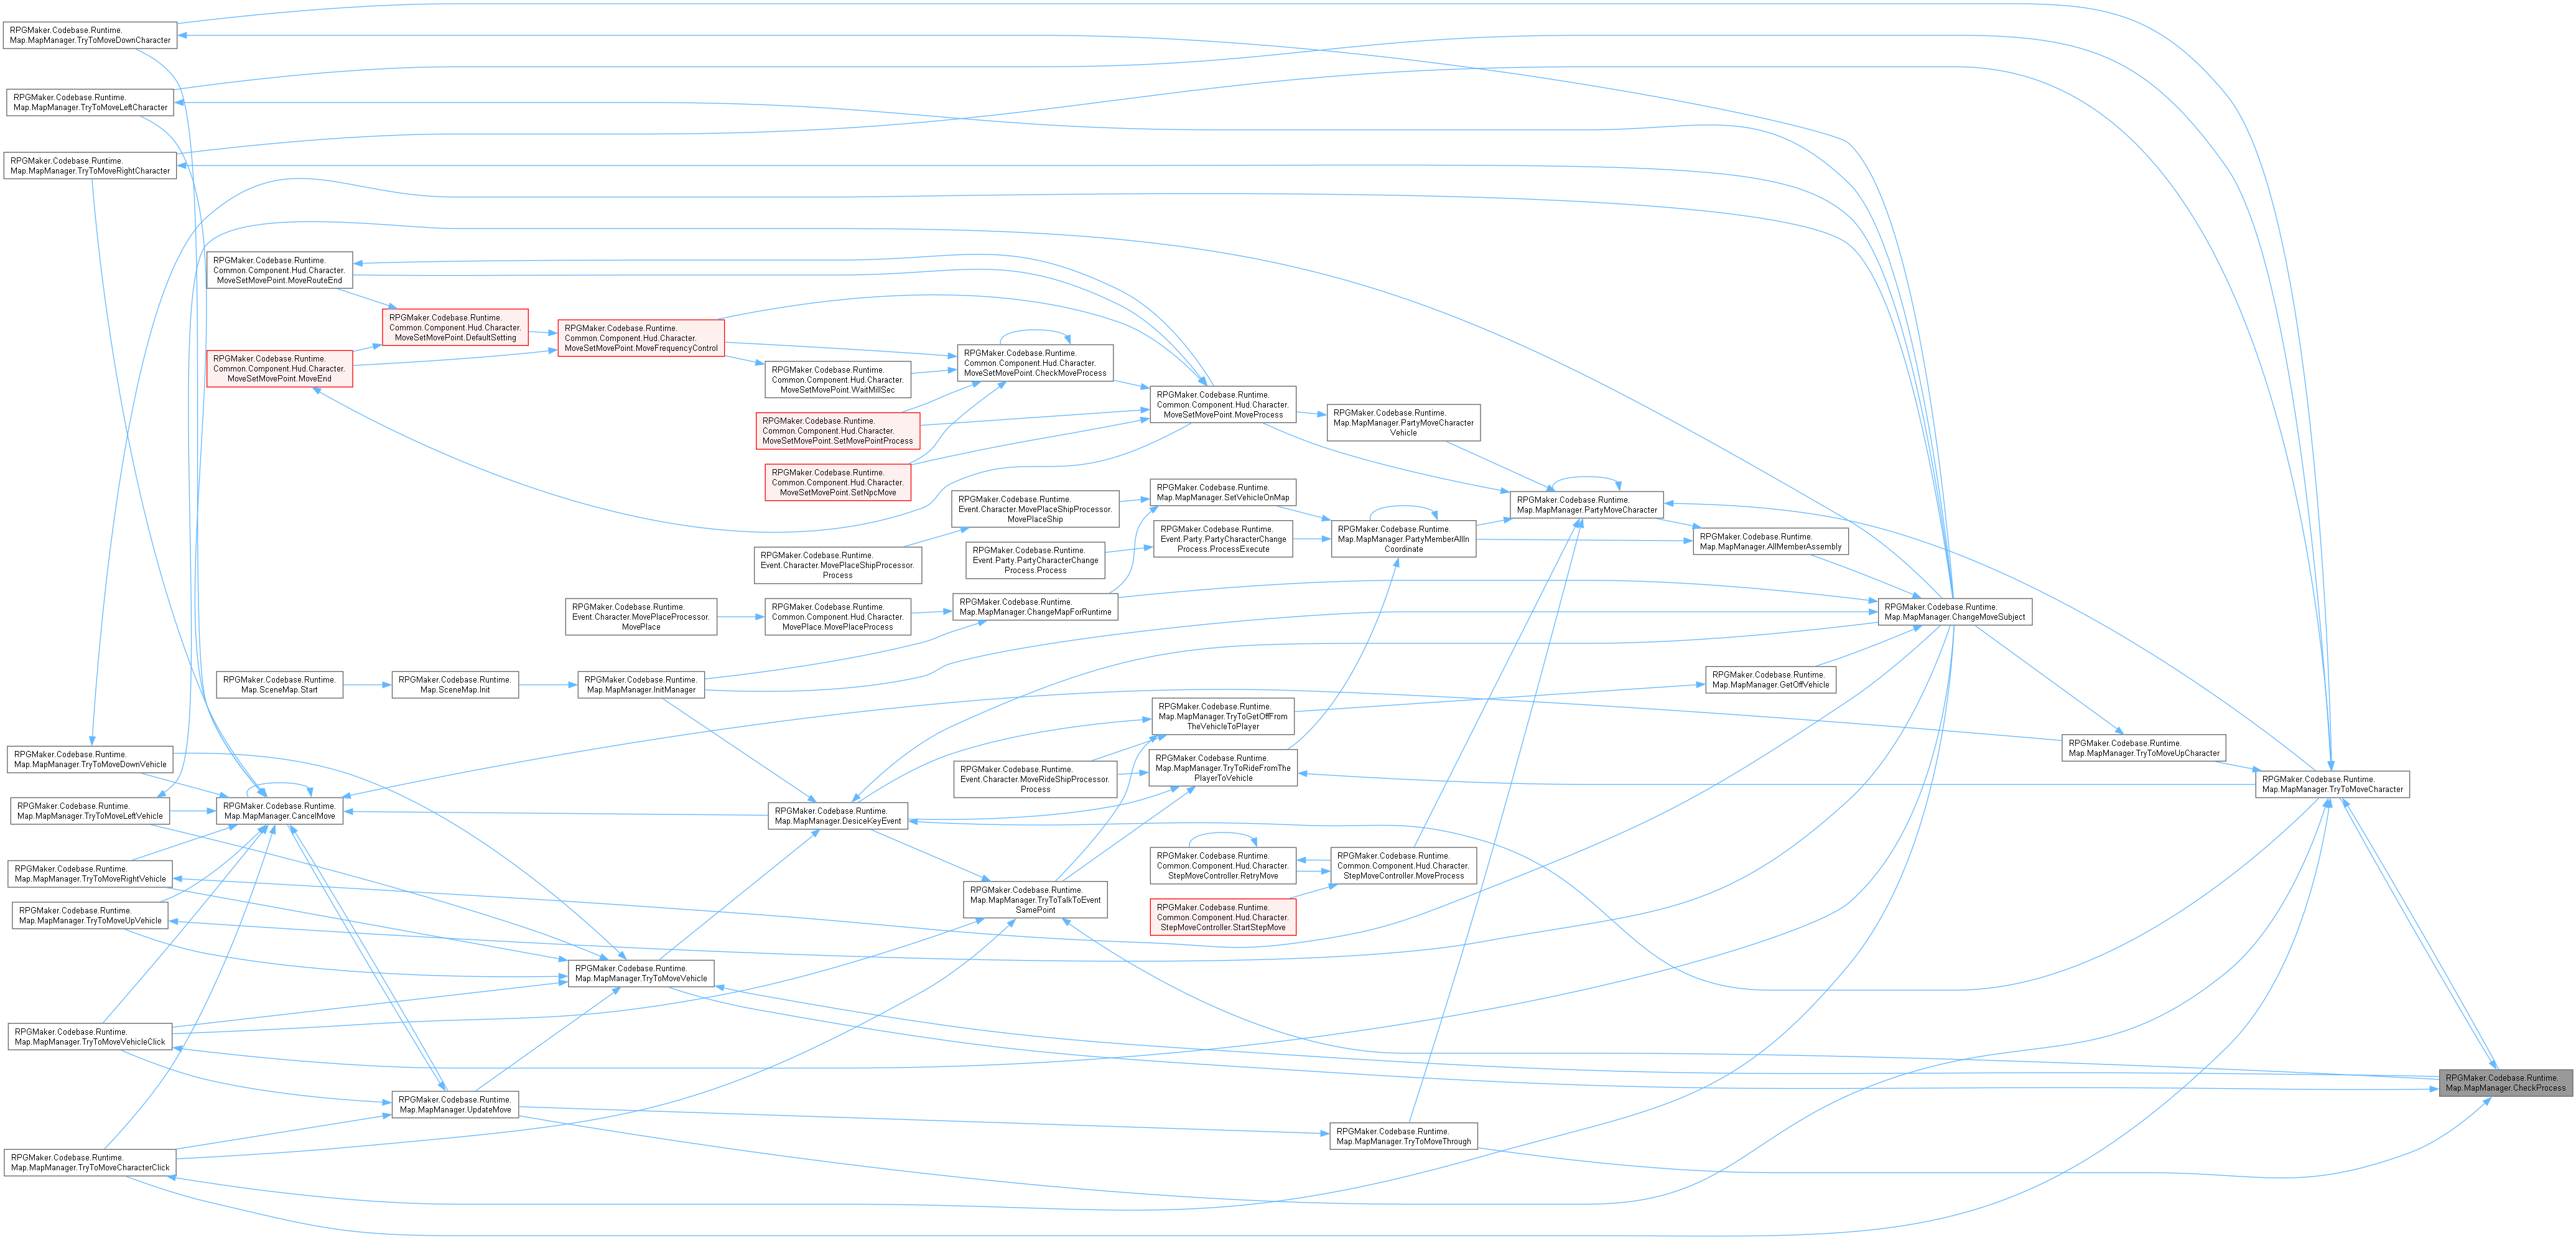 RPGMaker.Codebase.Runtime.
Map.MapManager.TryToMoveDownCharacter
RPGMaker.Codebase.Runtime.
Map.MapManager.TryToMoveLeftCharacter
RPGMaker.Codebase.Runtime.
Map.MapManager.TryToMoveRightCharacter
RPGMaker.Codebase.Runtime.
Common.Component.Hud.Character.
MoveSetMovePoint.MoveRouteEnd
RPGMaker.Codebase.Runtime.
Common.Component.Hud.Character.
MoveSetMovePoint.DefaultSetting
RPGMaker.Codebase.Runtime.
Common.Component.Hud.Character.
MoveSetMovePoint.MoveEnd
RPGMaker.Codebase.Runtime.
Common.Component.Hud.Character.
MoveSetMovePoint.MoveFrequencyControl
RPGMaker.Codebase.Runtime.
Common.Component.Hud.Character.
MoveSetMovePoint.WaitMillSec
RPGMaker.Codebase.Runtime.
Common.Component.Hud.Character.
MoveSetMovePoint.CheckMoveProcess
RPGMaker.Codebase.Runtime.
Common.Component.Hud.Character.
MoveSetMovePoint.SetMovePointProcess
RPGMaker.Codebase.Runtime.
Common.Component.Hud.Character.
MoveSetMovePoint.SetNpcMove
RPGMaker.Codebase.Runtime.
Common.Component.Hud.Character.
MoveSetMovePoint.MoveProcess
RPGMaker.Codebase.Runtime.
Map.MapManager.PartyMoveCharacter
Vehicle
RPGMaker.Codebase.Runtime.
Map.MapManager.SetVehicleOnMap
RPGMaker.Codebase.Runtime.
Event.Character.MovePlaceShipProcessor.
MovePlaceShip
RPGMaker.Codebase.Runtime.
Event.Character.MovePlaceShipProcessor.
Process
RPGMaker.Codebase.Runtime.
Event.Party.PartyCharacterChange
Process.ProcessExecute
RPGMaker.Codebase.Runtime.
Event.Party.PartyCharacterChange
Process.Process
RPGMaker.Codebase.Runtime.
Map.MapManager.PartyMemberAllIn
Coordinate
RPGMaker.Codebase.Runtime.
Map.MapManager.PartyMoveCharacter
RPGMaker.Codebase.Runtime.
Map.MapManager.AllMemberAssembly
RPGMaker.Codebase.Runtime.
Map.MapManager.ChangeMoveSubject
RPGMaker.Codebase.Runtime.
Map.MapManager.ChangeMapForRuntime
RPGMaker.Codebase.Runtime.
Common.Component.Hud.Character.
MovePlace.MovePlaceProcess
RPGMaker.Codebase.Runtime.
Event.Character.MovePlaceProcessor.
MovePlace
RPGMaker.Codebase.Runtime.
Map.SceneMap.Start
RPGMaker.Codebase.Runtime.
Map.SceneMap.Init
RPGMaker.Codebase.Runtime.
Map.MapManager.InitManager
RPGMaker.Codebase.Runtime.
Map.MapManager.GetOffVehicle
RPGMaker.Codebase.Runtime.
Map.MapManager.TryToGetOffFrom
TheVehicleToPlayer
RPGMaker.Codebase.Runtime.
Map.MapManager.TryToRideFromThe
PlayerToVehicle
RPGMaker.Codebase.Runtime.
Event.Character.MoveRideShipProcessor.
Process
RPGMaker.Codebase.Runtime.
Map.MapManager.TryToMoveUpCharacter
RPGMaker.Codebase.Runtime.
Map.MapManager.TryToMoveCharacter
RPGMaker.Codebase.Runtime.
Map.MapManager.TryToMoveDownVehicle
RPGMaker.Codebase.Runtime.
Map.MapManager.TryToMoveLeftVehicle
RPGMaker.Codebase.Runtime.
Map.MapManager.CancelMove
RPGMaker.Codebase.Runtime.
Map.MapManager.DesiceKeyEvent
RPGMaker.Codebase.Runtime.
Common.Component.Hud.Character.
StepMoveController.RetryMove
RPGMaker.Codebase.Runtime.
Common.Component.Hud.Character.
StepMoveController.MoveProcess
RPGMaker.Codebase.Runtime.
Common.Component.Hud.Character.
StepMoveController.StartStepMove
RPGMaker.Codebase.Runtime.
Map.MapManager.TryToMoveRightVehicle
RPGMaker.Codebase.Runtime.
Map.MapManager.TryToMoveUpVehicle
RPGMaker.Codebase.Runtime.
Map.MapManager.TryToTalkToEvent
SamePoint
RPGMaker.Codebase.Runtime.
Map.MapManager.TryToMoveVehicle
RPGMaker.Codebase.Runtime.
Map.MapManager.TryToMoveVehicleClick
RPGMaker.Codebase.Runtime.
Map.MapManager.UpdateMove
RPGMaker.Codebase.Runtime.
Map.MapManager.TryToMoveThrough
RPGMaker.Codebase.Runtime.
Map.MapManager.CheckProcess
RPGMaker.Codebase.Runtime.
Map.MapManager.TryToMoveCharacterClick